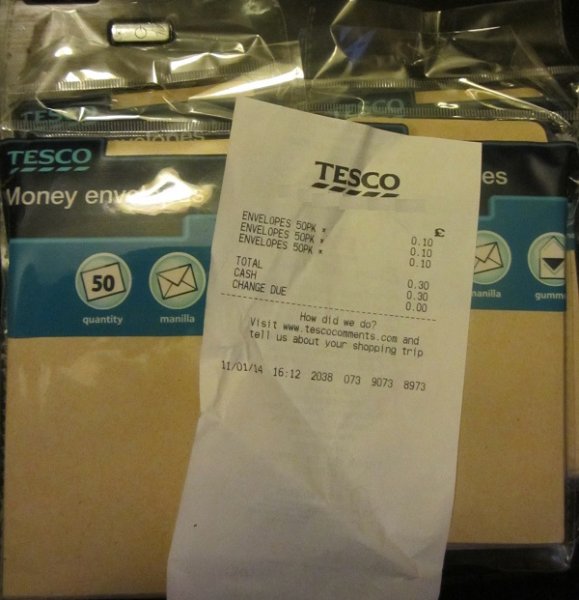 TESCO
Money envelopes
50
quantity
manilla
TESCO
ENVELOPES 50PK *
ENVELOPES 50PK *
ENVELOPES 50PK *
TOTAL
CASH
CHANGE DUE
£
0.10
0.10
0.10
0.30
0.30
0.00
How did we do?
Visit www.tescocomments.com and
tell us about your shopping trip
11/01/14 16:12 2038 073 9073 8973
es
manilla
gumm